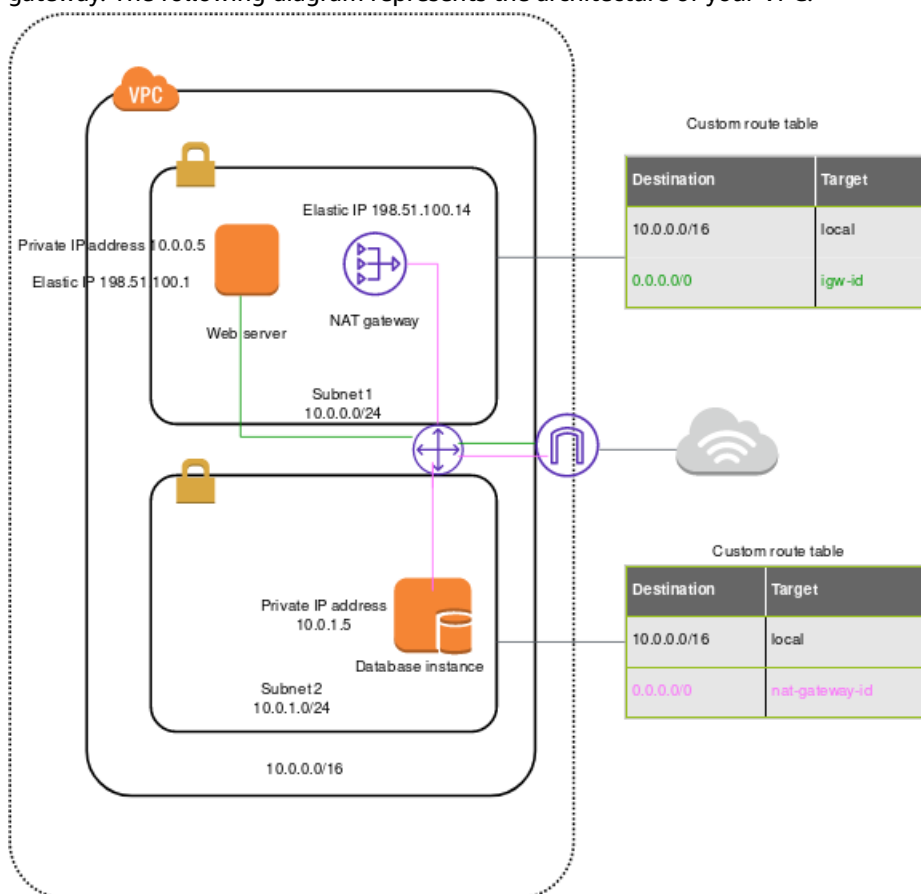 gateway. The following diagram represents the architecture of your VPC.
VPC
Custom route table
Destination Target
10.0.0.0/16 local
0.0.0.0/0 igw-id
Elastic IP 198.51.100.14
Private IP address 10.0.0.5
Elastic IP 198.51.100.1
Web server
NAT gateway
Subnet 1
10.0.0.0/24
Custom route table
Destination Target
10.0.0.0/16 local
0.0.0.0/0 nat-gateway-id
Private IP address
10.0.1.5
Database instance
Subnet 2
10.0.1.0/24
10.0.0.0/16